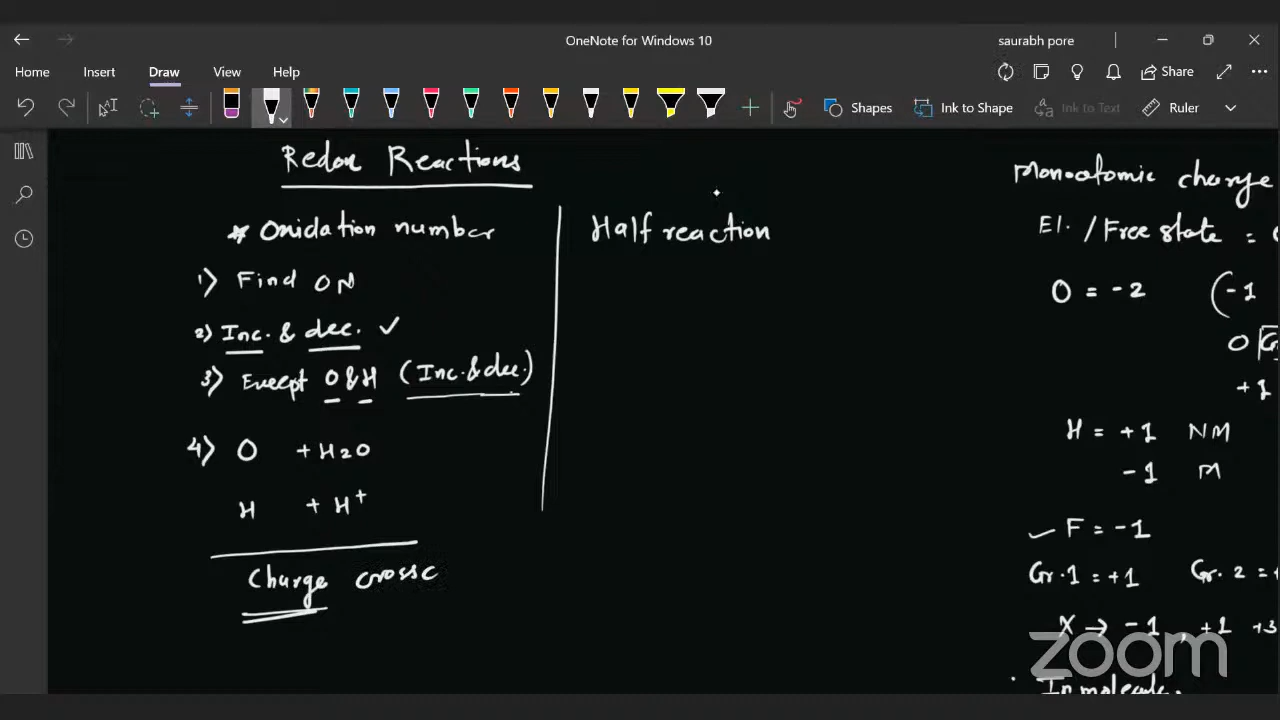 OneNote for Windows 10
saurabh pore
Home Insert Draw View Help
Share
Shapes
Ink to Shape
Ink to Text
Ruler
Redox Reactions
* Oxidation number
1) Find ON
2) Inc. & dec. ✓
3) Except O & H (Inc. & dec.)
4) O + H2O
H + H+
Charge crossc
Half reaction
Monoatomic charge
El. / Free state =
O = -2 (-1
O
+1
H = +1 NM
-1 M
✓ F = -1
Gr. 1 = +1 Gr. 2 = +
X → -1, +1 +3
In molecule
zoom